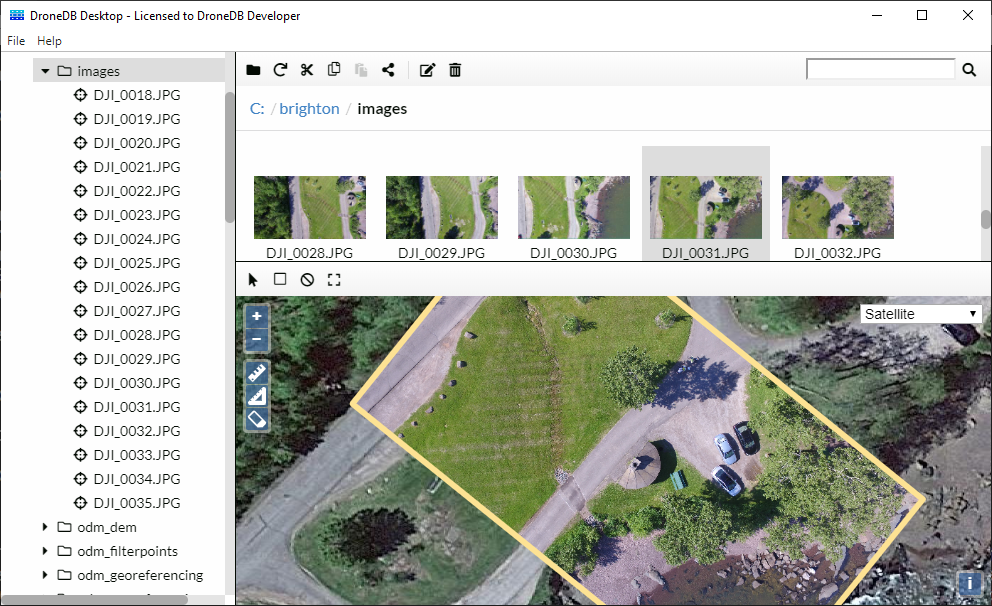 DroneDB Desktop - Licensed to DroneDB Developer
File Help
images
DJI_0018.JPG
DJI_0019.JPG
DJI_0020.JPG
DJI_0021.JPG
DJI_0022.JPG
DJI_0023.JPG
DJI_0024.JPG
DJI_0025.JPG
DJI_0026.JPG
DJI_0027.JPG
DJI_0028.JPG
DJI_0029.JPG
DJI_0030.JPG
DJI_0031.JPG
DJI_0032.JPG
DJI_0033.JPG
DJI_0034.JPG
DJI_0035.JPG
odm_dem
odm_filterpoints
odm_georeferencing
C: / brighton / images
DJI_0028.JPG DJI_0029.JPG DJI_0030.JPG DJI_0031.JPG DJI_0032.JPG
Satellite
+
−
i